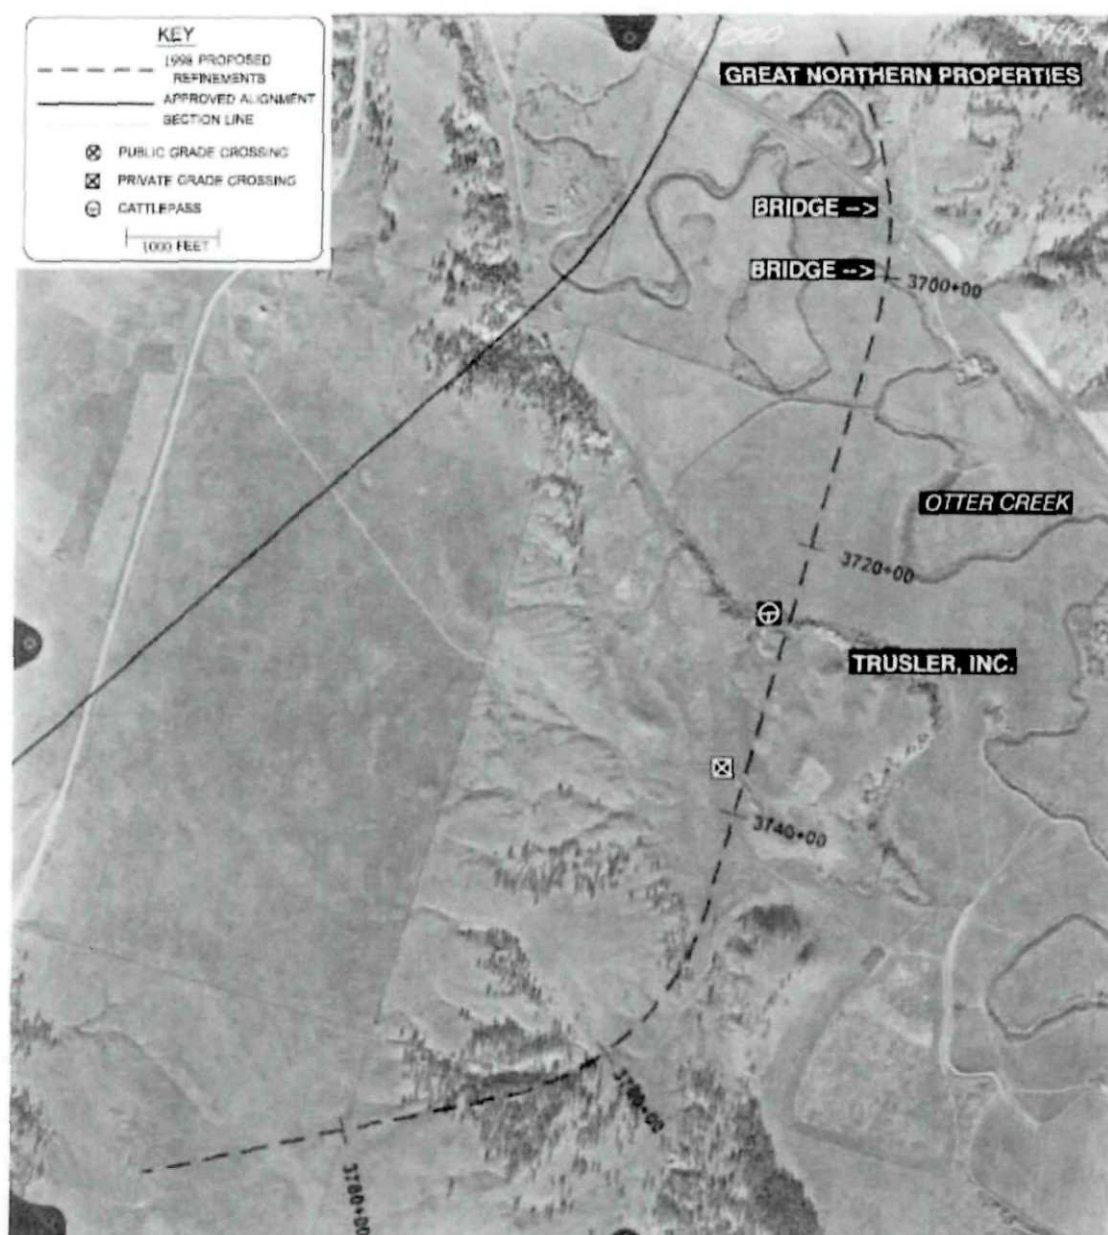 KEY
1998 PROPOSED
REFINEMENTS
APPROVED ALIGNMENT
SECTION LINE
PUBLIC GRADE CROSSING
PRIVATE GRADE CROSSING
CATTLEPASS
1000 FEET
GREAT NORTHERN PROPERTIES
BRIDGE -->
BRIDGE -->
3700+00
OTTER CREEK
3720+00
TRUSLER, INC.
3740+00
3760+00
3780+00